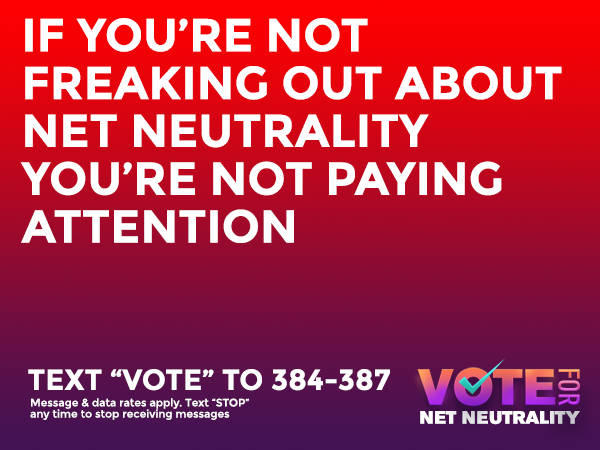 IF YOU’RE NOT
FREAKING OUT ABOUT
NET NEUTRALITY
YOU’RE NOT PAYING
ATTENTION
TEXT “VOTE” TO 384-387
Message & data rates apply. Text “STOP”
any time to stop receiving messages
VOTE FOR
NET NEUTRALITY